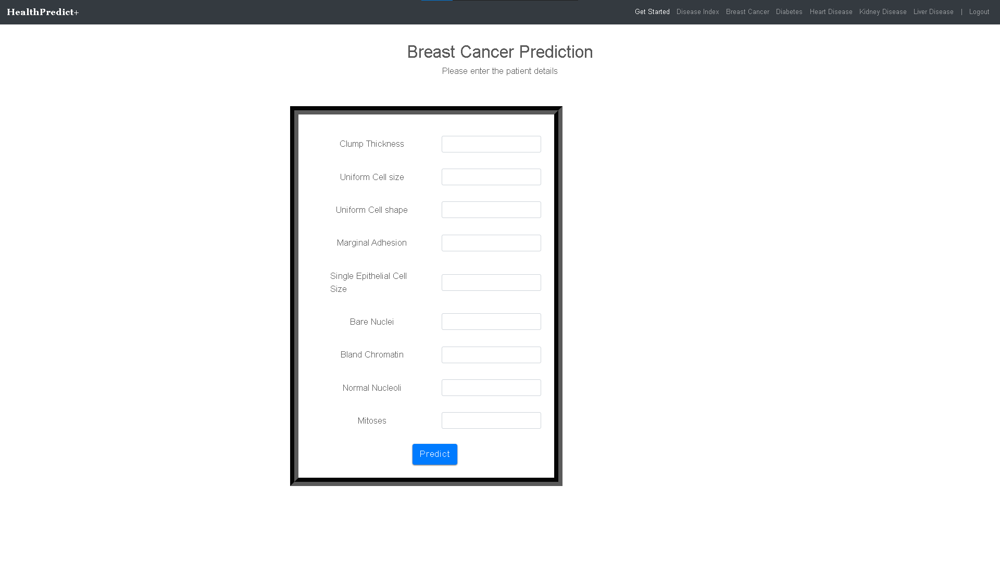 HealthPredict+
Get Started Disease Index Breast Cancer Diabetes Heart Disease Kidney Disease Liver Disease | Logout
Breast Cancer Prediction
Please enter the patient details
Clump Thickness
Uniform Cell size
Uniform Cell shape
Marginal Adhesion
Single Epithelial Cell
Size
Bare Nuclei
Bland Chromatin
Normal Nucleoli
Mitoses
Predict